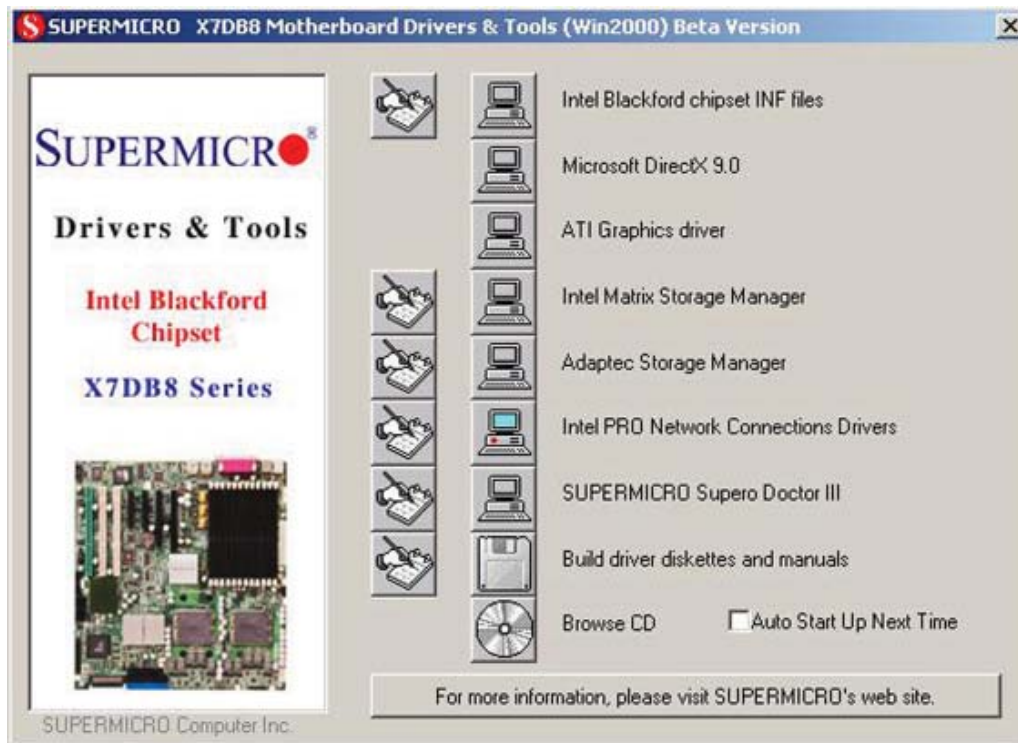 SUPERMICRO X7DB8 Motherboard Drivers & Tools (Win2000) Beta Version
SUPERMICRO®
Drivers & Tools
Intel Blackford
Chipset
X7DB8 Series
SUPERMICRO Computer Inc.
Intel Blackford chipset INF files
Microsoft DirectX 9.0
ATI Graphics driver
Intel Matrix Storage Manager
Adaptec Storage Manager
Intel PRO Network Connections Drivers
SUPERMICRO Supero Doctor III
Build driver diskettes and manuals
Browse CD
Auto Start Up Next Time
For more information, please visit SUPERMICRO's web site.